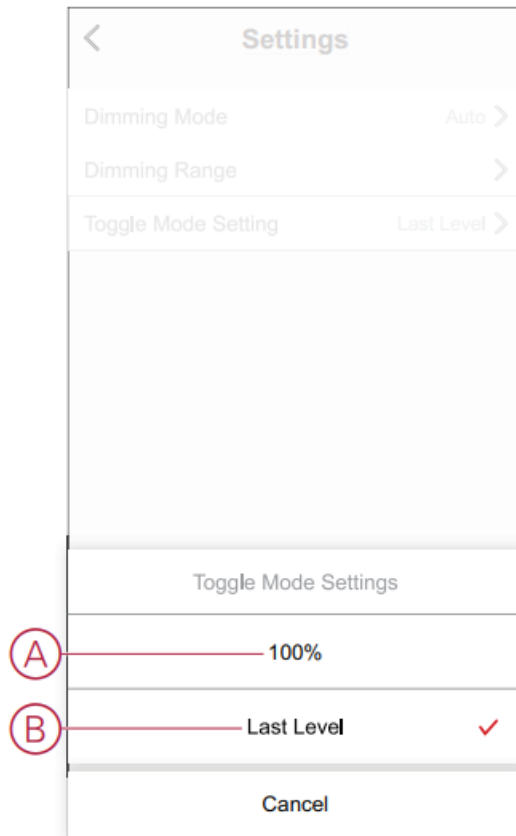 Settings
Dimming Mode Auto
Dimming Range
Toggle Mode Setting Last Level
Toggle Mode Settings
A 100%
B Last Level
Cancel